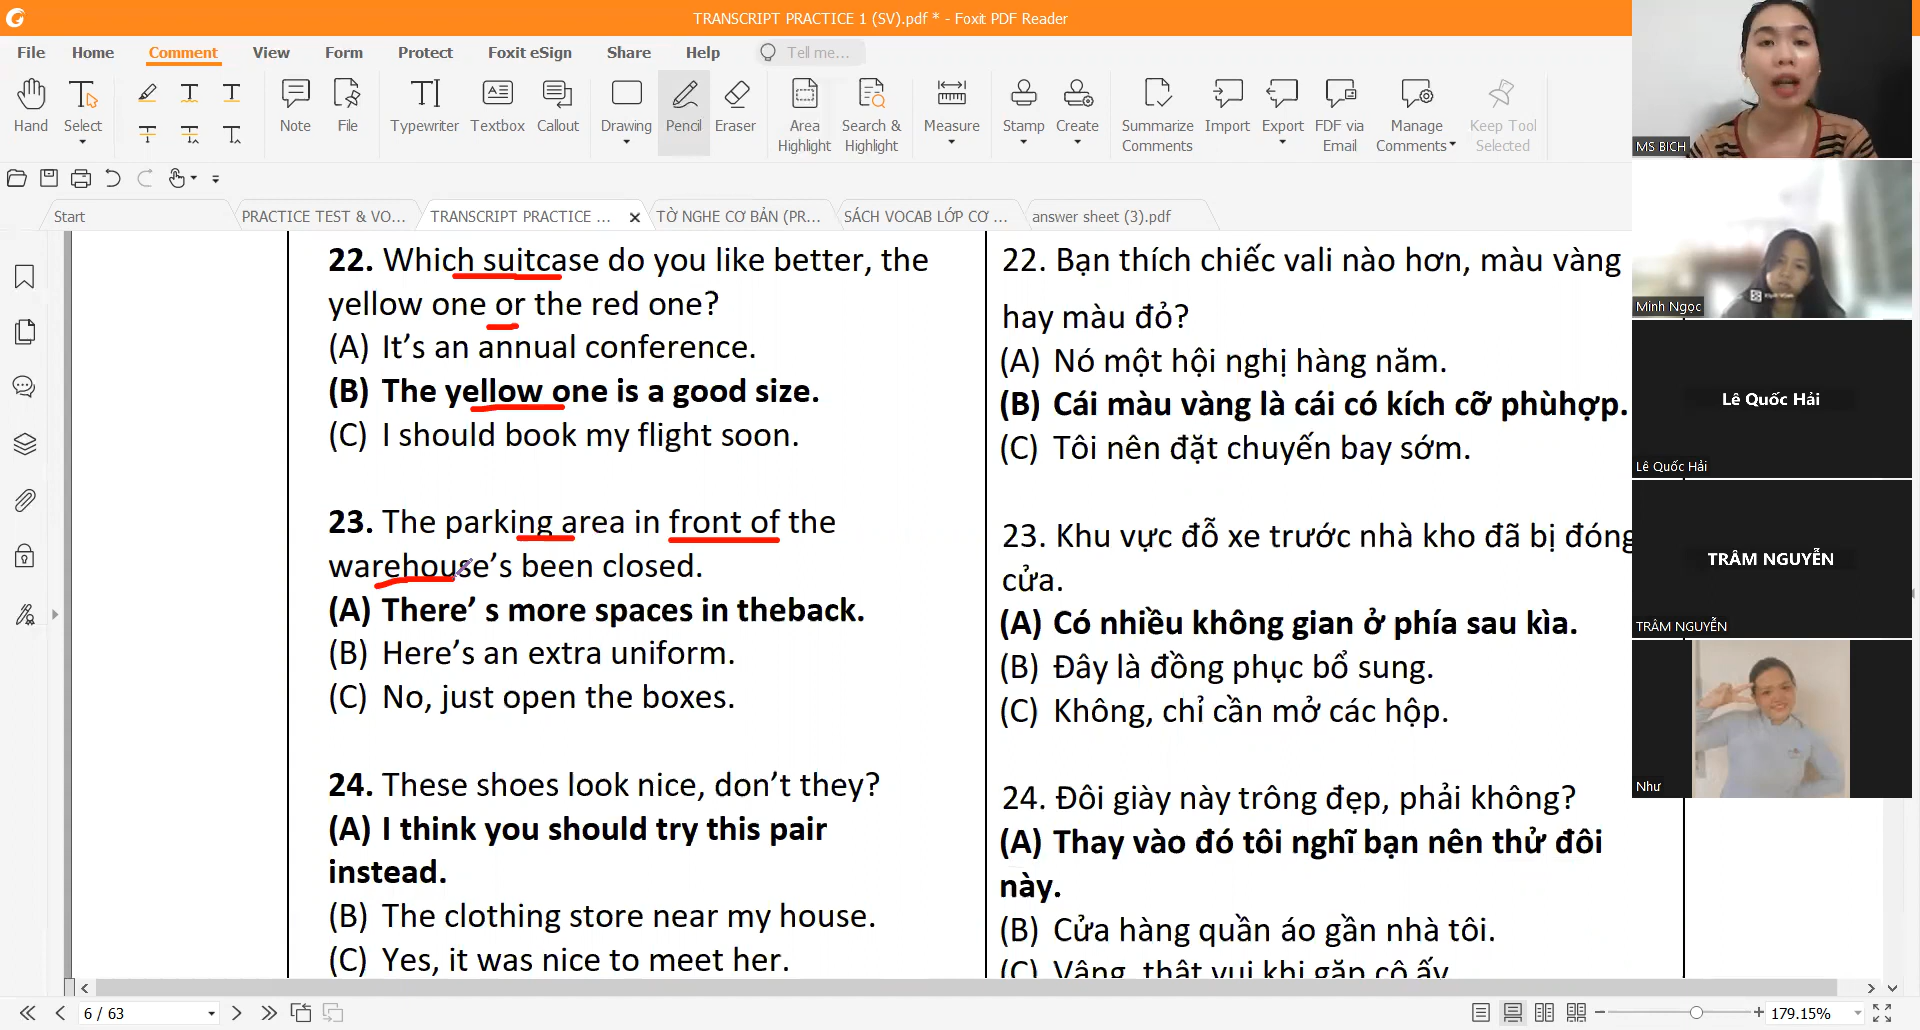 TRANSCRIPT PRACTICE 1 (SV).pdf * - Foxit PDF Reader
File Home Comment View Form Protect Foxit eSign Share Help Tell me...
Hand Select Note File Typewriter Textbox Callout Drawing Pencil Eraser Area Highlight Search & Highlight Measure Stamp Create Summarize Comments Import Export FDF via Email Manage Comments Keep Tool Selected
Start PRACTICE TEST & VO... TRANSCRIPT PRACTICE ... TỜ NGHE CƠ BẢN (PR... SÁCH VOCAB LỚP CƠ ... answer sheet (3).pdf
22. Which suitcase do you like better, the
yellow one or the red one?
(A) It's an annual conference.
(B) The yellow one is a good size.
(C) I should book my flight soon.
23. The parking area in front of the
warehouse's been closed.
(A) There' s more spaces in theback.
(B) Here's an extra uniform.
(C) No, just open the boxes.
24. These shoes look nice, don't they?
(A) I think you should try this pair
instead.
(B) The clothing store near my house.
(C) Yes, it was nice to meet her.
22. Bạn thích chiếc vali nào hơn, màu vàng
hay màu đỏ?
(A) Nó một hội nghị hàng năm.
(B) Cái màu vàng là cái có kích cỡ phùhợp.
(C) Tôi nên đặt chuyến bay sớm.
23. Khu vực đỗ xe trước nhà kho đã bị đóng
cửa.
(A) Có nhiều không gian ở phía sau kìa.
(B) Đây là đồng phục bổ sung.
(C) Không, chỉ cần mở các hộp.
24. Đôi giày này trông đẹp, phải không?
(A) Thay vào đó tôi nghĩ bạn nên thử đôi
này.
(B) Cửa hàng quần áo gần nhà tôi.
(C) Vâng, thật vui khi gặp cô ấy
MS BICH
Minh Ngọc
Lê Quốc Hải
Lê Quốc Hải
TRÂM NGUYỄN
TRÂM NGUYỄN
Như
6 / 63
179.15%